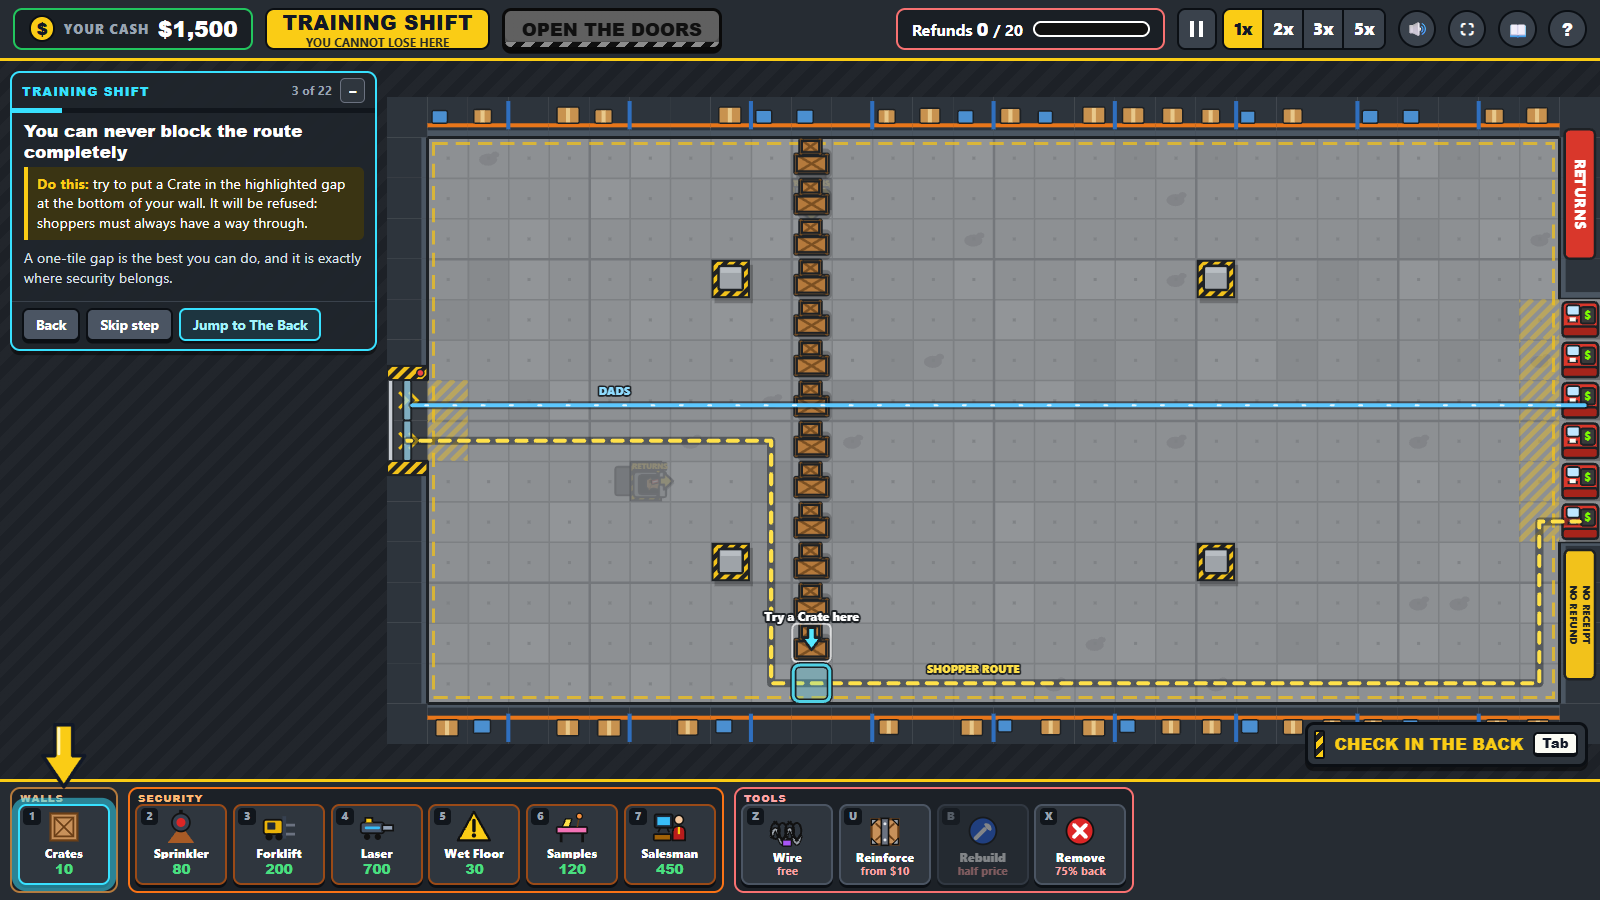 $ YOUR CASH $1,500
TRAINING SHIFT
YOU CANNOT LOSE HERE
OPEN THE DOORS
Refunds 0 / 20
1x 2x 3x 5x
?
TRAINING SHIFT
3 of 22
You can never block the route
completely
Do this: try to put a Crate in the highlighted gap
at the bottom of your wall. It will be refused:
shoppers must always have a way through.
A one-tile gap is the best you can do, and it is exactly
where security belongs.
Back
Skip step
Jump to The Back
RETURNS
DADS
RETURNS
Try a Crate here
SHOPPER ROUTE
$
$
$
$
$
$
NO RECEIPT
NO REFUND
CHECK IN THE BACK Tab
WALLS
1
Crates
10
SECURITY
2
Sprinkler
80
3
Forklift
200
4
Laser
700
5
Wet Floor
30
6
Samples
120
7
Salesman
450
TOOLS
Z
Wire
free
U
Reinforce
from $10
B
Rebuild
half price
X
Remove
75% back